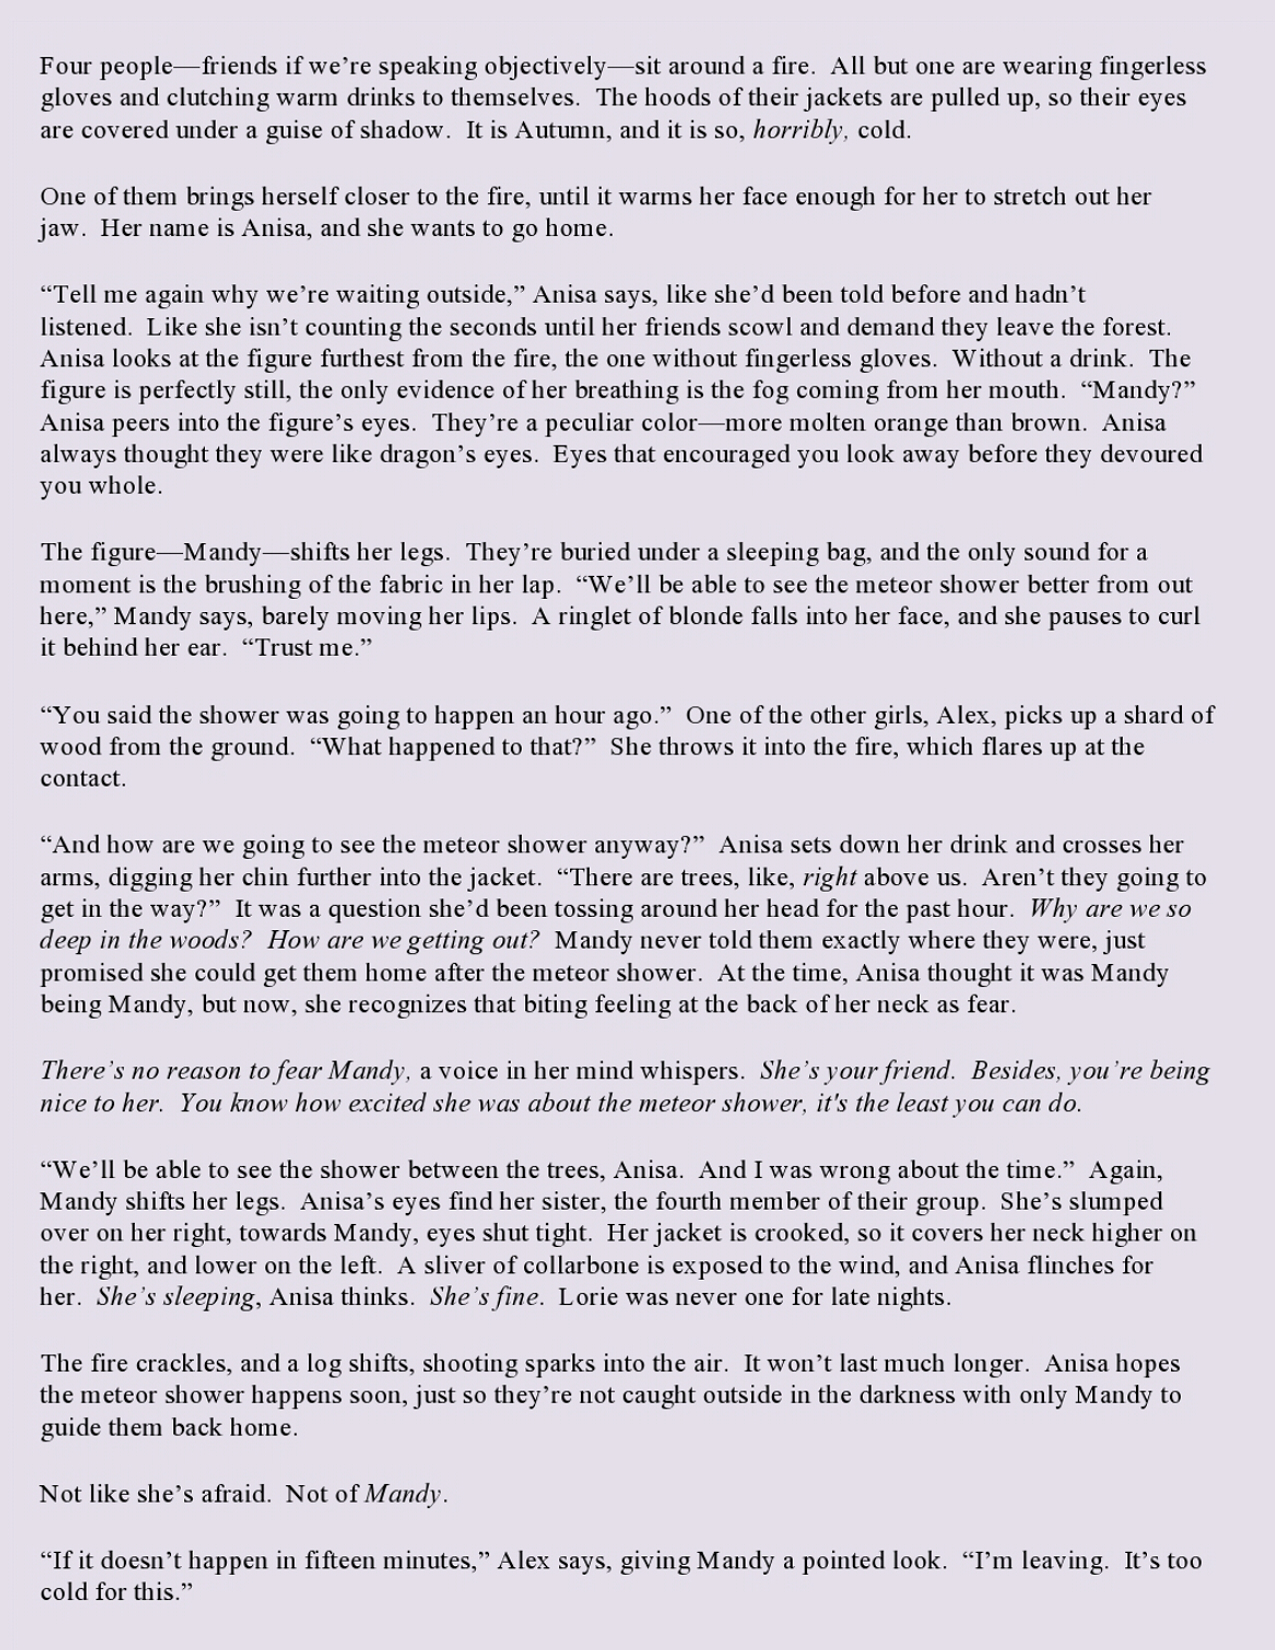 Four people—friends if we’re speaking objectively—sit around a fire.  All but one are wearing fingerless
gloves and clutching warm drinks to themselves.  The hoods of their jackets are pulled up, so their eyes
are covered under a guise of shadow.  It is Autumn, and it is so, horribly, cold.
One of them brings herself closer to the fire, until it warms her face enough for her to stretch out her
jaw.  Her name is Anisa, and she wants to go home.
“Tell me again why we’re waiting outside,” Anisa says, like she’d been told before and hadn’t
listened.  Like she isn’t counting the seconds until her friends scowl and demand they leave the forest.
Anisa looks at the figure furthest from the fire, the one without fingerless gloves.  Without a drink.  The
figure is perfectly still, the only evidence of her breathing is the fog coming from her mouth.  “Mandy?”
Anisa peers into the figure’s eyes.  They’re a peculiar color—more molten orange than brown.  Anisa
always thought they were like dragon’s eyes.  Eyes that encouraged you look away before they devoured
you whole.
The figure—Mandy—shifts her legs.  They’re buried under a sleeping bag, and the only sound for a
moment is the brushing of the fabric in her lap.  “We’ll be able to see the meteor shower better from out
here,” Mandy says, barely moving her lips.  A ringlet of blonde falls into her face, and she pauses to curl
it behind her ear.  “Trust me.”
“You said the shower was going to happen an hour ago.”  One of the other girls, Alex, picks up a shard of
wood from the ground.  “What happened to that?”  She throws it into the fire, which flares up at the
contact.
“And how are we going to see the meteor shower anyway?”  Anisa sets down her drink and crosses her
arms, digging her chin further into the jacket.  “There are trees, like, right above us.  Aren’t they going to
get in the way?”  It was a question she’d been tossing around her head for the past hour.  Why are we so
deep in the woods?  How are we getting out?  Mandy never told them exactly where they were, just
promised she could get them home after the meteor shower.  At the time, Anisa thought it was Mandy
being Mandy, but now, she recognizes that biting feeling at the back of her neck as fear.
There’s no reason to fear Mandy, a voice in her mind whispers.  She’s your friend.  Besides, you’re being
nice to her.  You know how excited she was about the meteor shower, it's the least you can do.
“We’ll be able to see the shower between the trees, Anisa.  And I was wrong about the time.”  Again,
Mandy shifts her legs.  Anisa’s eyes find her sister, the fourth member of their group.  She’s slumped
over on her right, towards Mandy, eyes shut tight.  Her jacket is crooked, so it covers her neck higher on
the right, and lower on the left.  A sliver of collarbone is exposed to the wind, and Anisa flinches for
her.  She’s sleeping, Anisa thinks.  She’s fine.  Lorie was never one for late nights.
The fire crackles, and a log shifts, shooting sparks into the air.  It won’t last much longer.  Anisa hopes
the meteor shower happens soon, just so they’re not caught outside in the darkness with only Mandy to
guide them back home.
Not like she’s afraid.  Not of Mandy.
“If it doesn’t happen in fifteen minutes,” Alex says, giving Mandy a pointed look.  “I’m leaving.  It’s too
cold for this.”